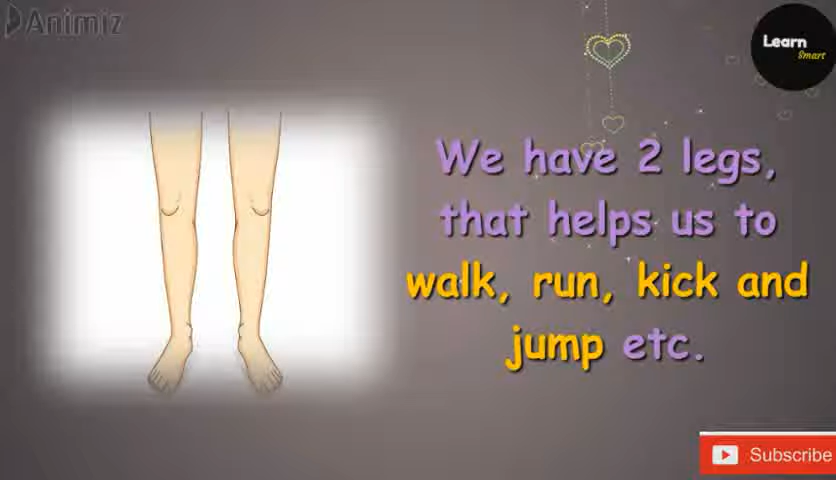 Animiz
Learn
Smart
We have 2 legs,
that helps us to
walk, run, kick and
jump etc.
Subscribe